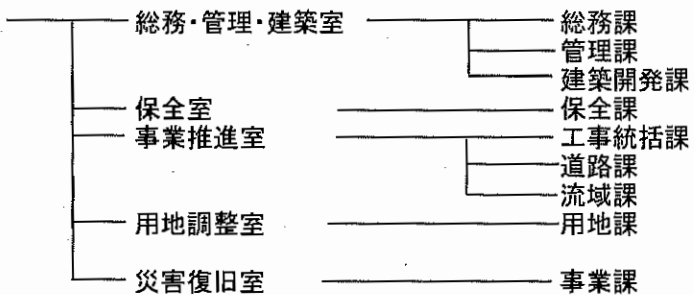 総務・管理・建築室 総務課
管理課
建築開発課
保全室 保全課
事業推進室 工事統括課
道路課
流域課
用地調整室 用地課
災害復旧室 事業課